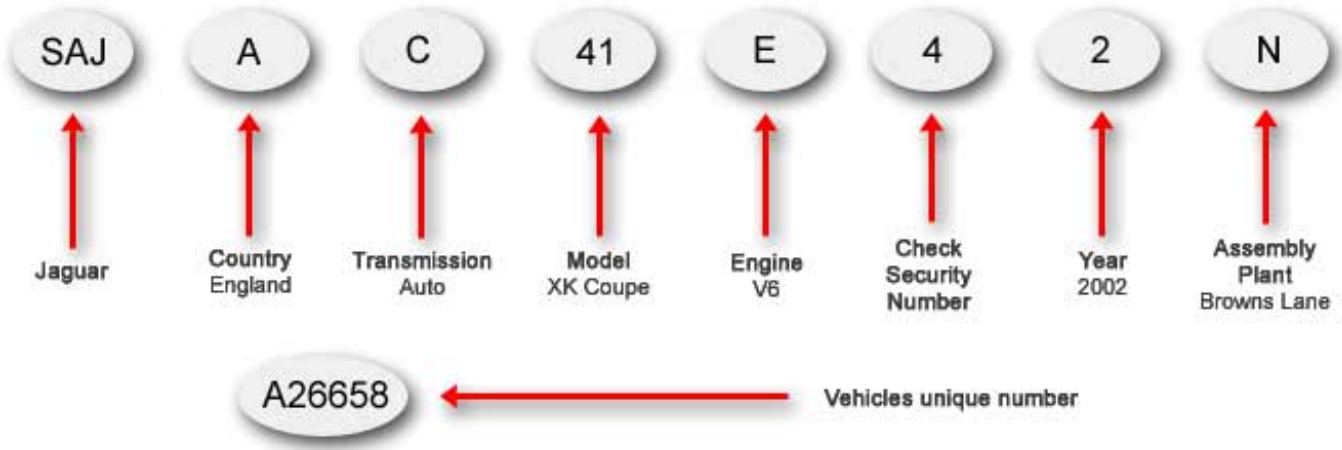 SAJ A C 41 E 4 2 N
Jaguar
Country
England
Transmission
Auto
Model
XK Coupe
Engine
V6
Check
Security
Number
Year
2002
Assembly
Plant
Browns Lane
A26658 Vehicles unique number